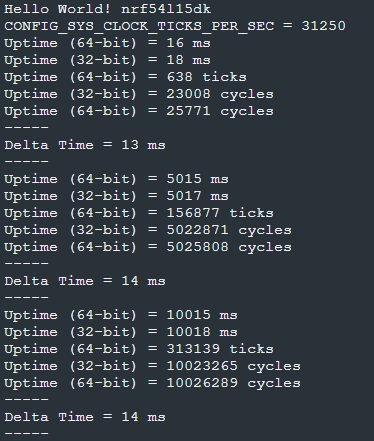 Hello World! nrf54l15dk
CONFIG_SYS_CLOCK_TICKS_PER_SEC = 31250
Uptime (64-bit) = 16 ms
Uptime (32-bit) = 18 ms
Uptime (64-bit) = 638 ticks
Uptime (32-bit) = 23008 cycles
Uptime (64-bit) = 25771 cycles
-----
Delta Time = 13 ms
-----
Uptime (64-bit) = 5015 ms
Uptime (32-bit) = 5017 ms
Uptime (64-bit) = 156877 ticks
Uptime (32-bit) = 5022871 cycles
Uptime (64-bit) = 5025808 cycles
-----
Delta Time = 14 ms
-----
Uptime (64-bit) = 10015 ms
Uptime (32-bit) = 10018 ms
Uptime (64-bit) = 313139 ticks
Uptime (32-bit) = 10023265 cycles
Uptime (64-bit) = 10026289 cycles
-----
Delta Time = 14 ms
-----